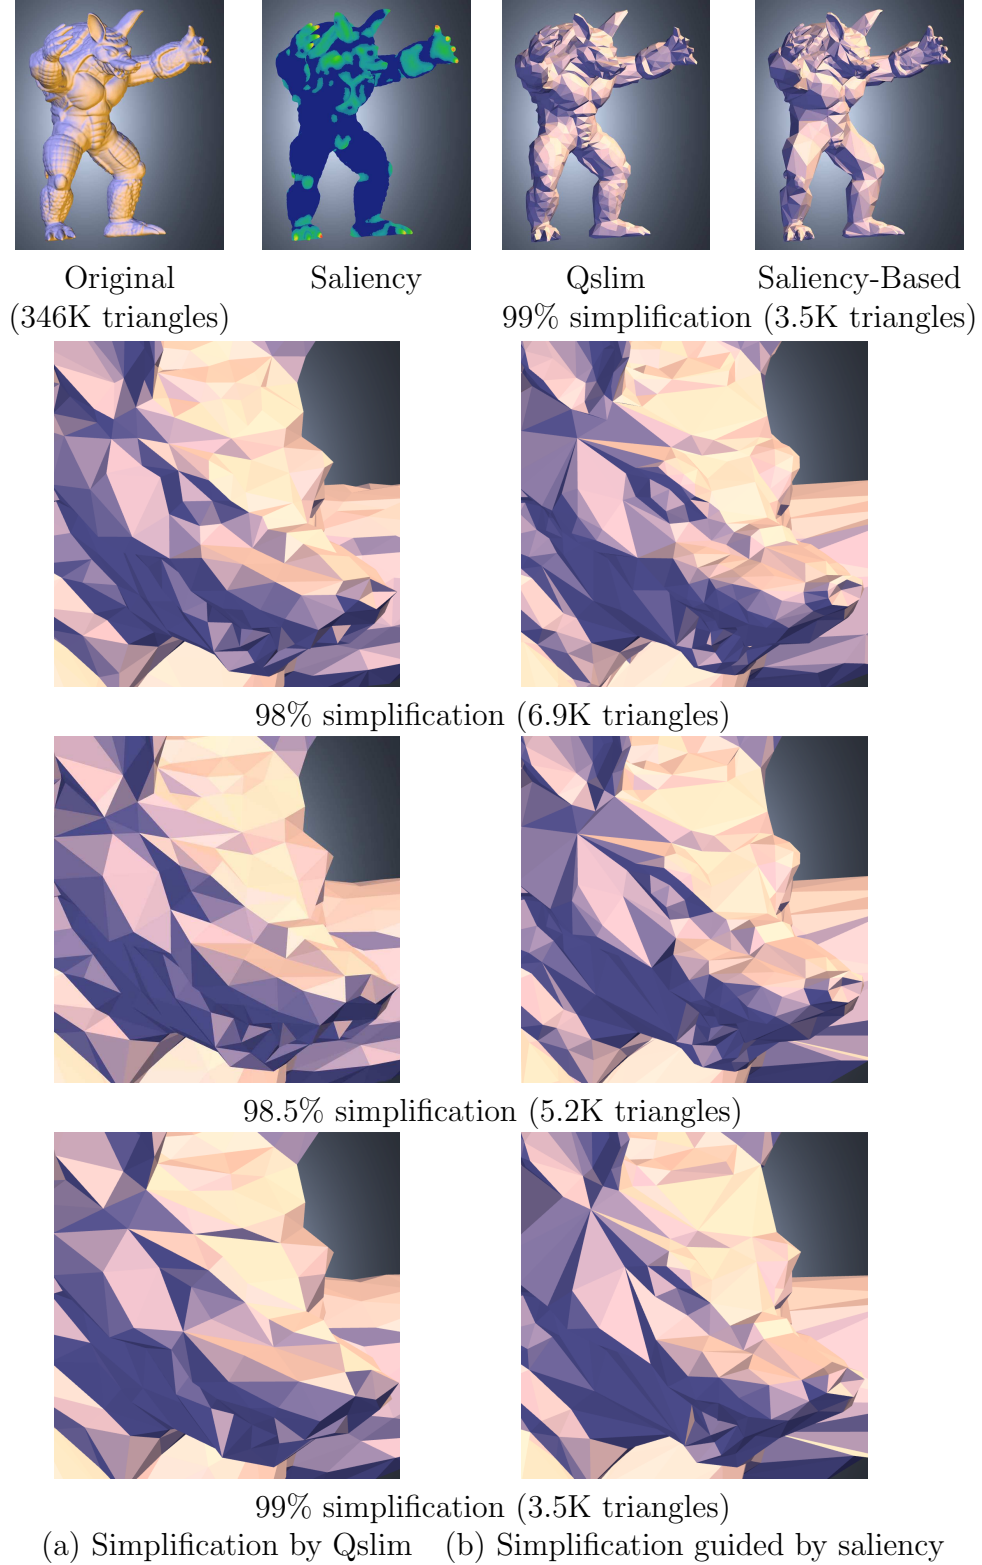 Original
(346K triangles)
Saliency
Qslim
Saliency-Based
99% simplification (3.5K triangles)
98% simplification (6.9K triangles)
98.5% simplification (5.2K triangles)
99% simplification (3.5K triangles)
(a) Simplification by Qslim (b) Simplification guided by saliency